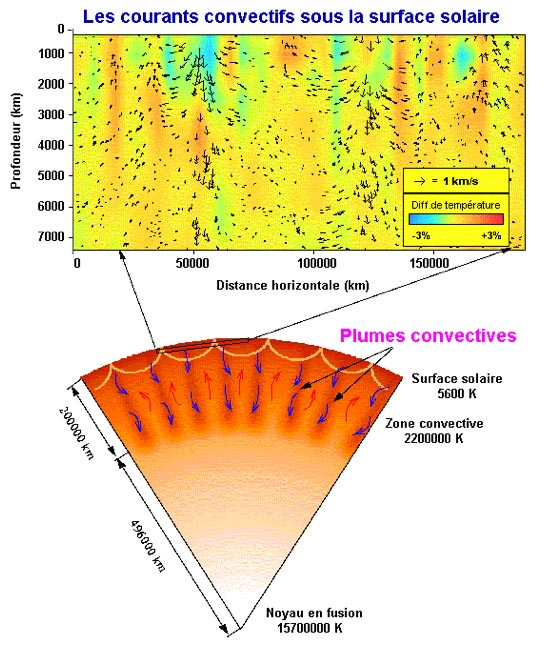 Les courants convectifs sous la surface solaire
Profondeur (km)
0
1000
2000
3000
4000
5000
6000
7000
→ = 1 km/s
Diff.de température
-3% +3%
0 50000 100000 150000
Distance horizontale (km)
Plumes convectives
Surface solaire
5600 K
Zone convective
2200000 K
200000 km
496000 km
Noyau en fusion
15700000 K